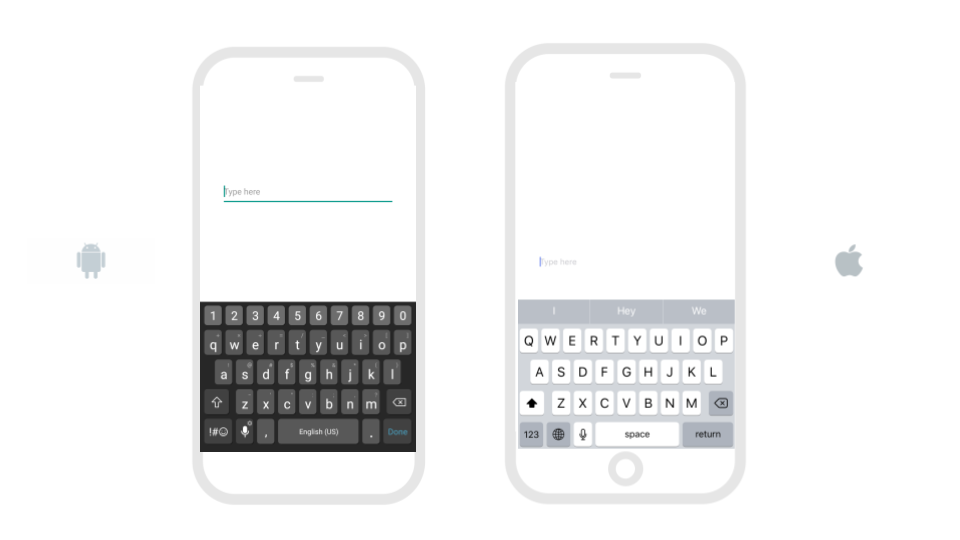 Type here
1 2 3 4 5 6 7 8 9 0
q w e r t y u i o p
a s d f g h j k l
z x c v b n m
!#☺ , English (US) . Done
Type here
I Hey We
Q W E R T Y U I O P
A S D F G H J K L
Z X C V B N M
123 space return